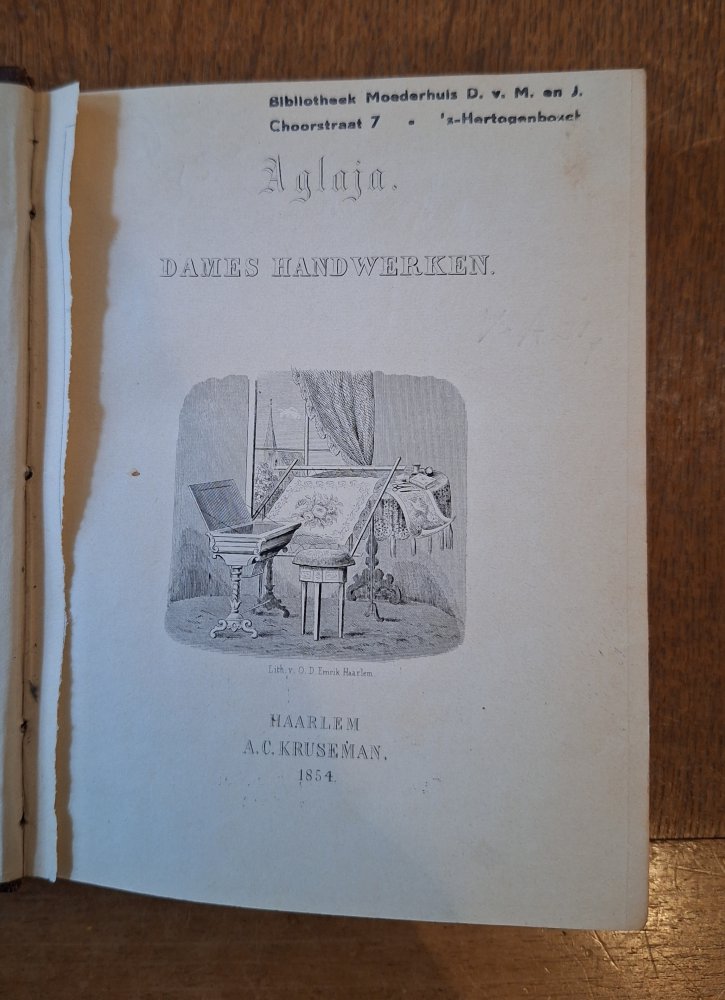 Bibliotheek Moederhuis D. v. M. en J.
Choorstraat 7 - 's-Hertogenbosch
Aglaja.
DAMES HANDWERKEN.
Lith. v. O. D. Emrik Haarlem
HAARLEM
A. C. KRUSEMAN,
1854.